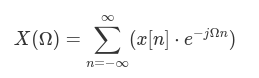 X(Ω) = ∑_{n=-∞}^{∞} (x[n] · e^{-jΩn})